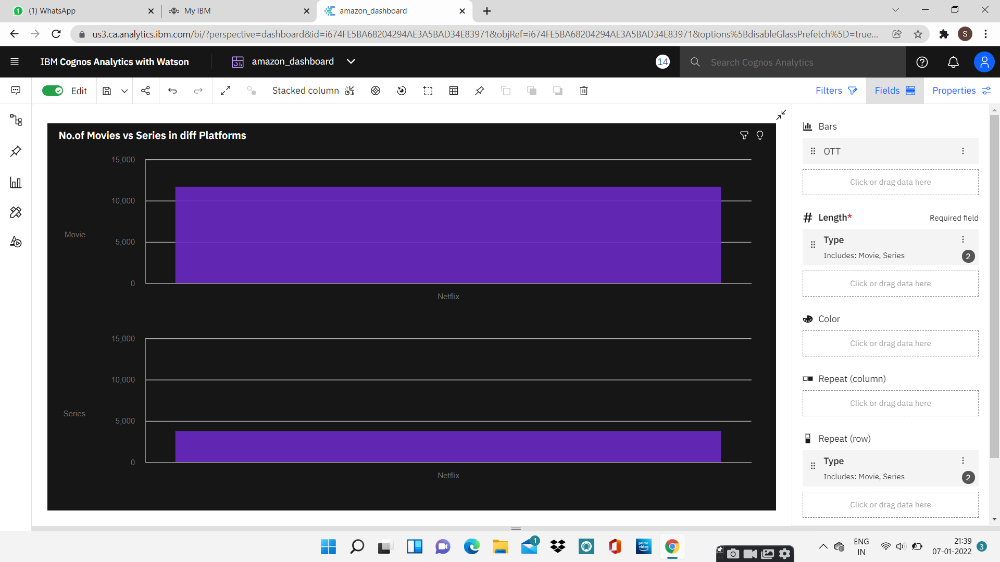 (1) WhatsApp
My IBM
amazon_dashboard
us3.ca.analytics.ibm.com/bi/?perspective=dashboard&id=i674FE5BA68204294AE3A5BAD34E83971&objRef=i674FE5BA68204294AE3A5BAD34E83971&options%5BdisableGlassPrefetch%5D=true...
S
IBM Cognos Analytics with Watson
amazon_dashboard
14
Search Cognos Analytics
Edit
Stacked column
Filters
Fields
Properties
No.of Movies vs Series in diff Platforms
15,000
10,000
5,000
0
Movie
Netflix
15,000
10,000
5,000
0
Series
Netflix
Bars
OTT
Click or drag data here
Length*
Required field
Type
Includes: Movie, Series
2
Click or drag data here
Color
Click or drag data here
Repeat (column)
Click or drag data here
Repeat (row)
Type
Includes: Movie, Series
2
Click or drag data here
1
prime
video
ENG
IN
21:39
07-01-2022
3